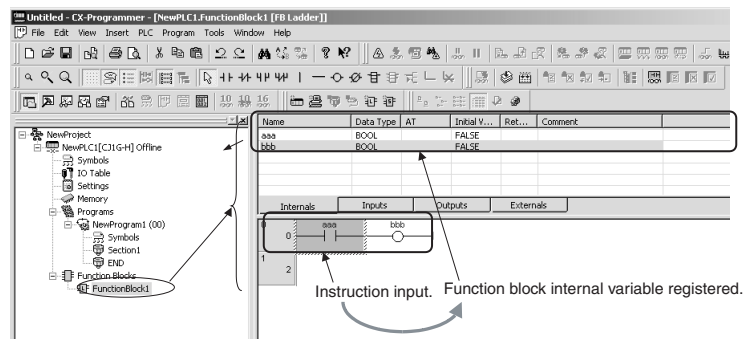 Untitled - CX-Programmer - [NewPLC1.FunctionBlock1 [FB Ladder]]
File Edit View Insert PLC Program Tools Window Help
10 10 16
NewProject
NewPLC1[CJ1G-H] Offline
Symbols
IO Table
Settings
Memory
Programs
NewProgram1 (00)
Symbols
Section1
END
Function Blocks
FunctionBlock1
Name Data Type AT Initial V... Ret... Comment
aaa BOOL FALSE
bbb BOOL FALSE
Internals Inputs Outputs Externals
0 0 aaa bbb
1 2
Instruction input. Function block internal variable registered.